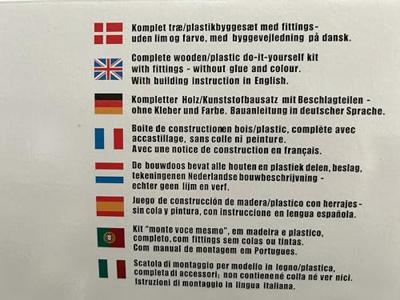 Komplet træ/plastikbyggesæt med fittings-
uden lim og farve, med byggevejledning på dansk.
Complete wooden/plastic do-it-yourself kit
with fittings - without glue and colour.
With building instruction in English.
Kompletter Holz/Kunststoffbausatz mit Beschlagteilen -
ohne Kleber und Farbe. Bauanleitung in deutscher Sprache.
Boite de constructionen bois/plastic, complète avec
accastillage, sans colle ni peinture.
Avec une notice de construction en français.
De bouwdoos bevat alle houten en plastiek delen, beslag,
tekeningenen Nederlandse bouwbeschrijving -
echter geen lijm en verf.
Juego de construcción de madera/plastico con herrajes-
sin cola y pintura, con instruccione en lengua española.
Kit "monte voce mesmo", em madeira e plastico,
completo, com fittings sem colas ou tintas.
Com manual de montagem em Portugues.
Scatola di montaggio per modello in legno/plastica,
completa di accessori; non contienene colla né ver nici.
Istruzioni di montaggio in lingua italiana.